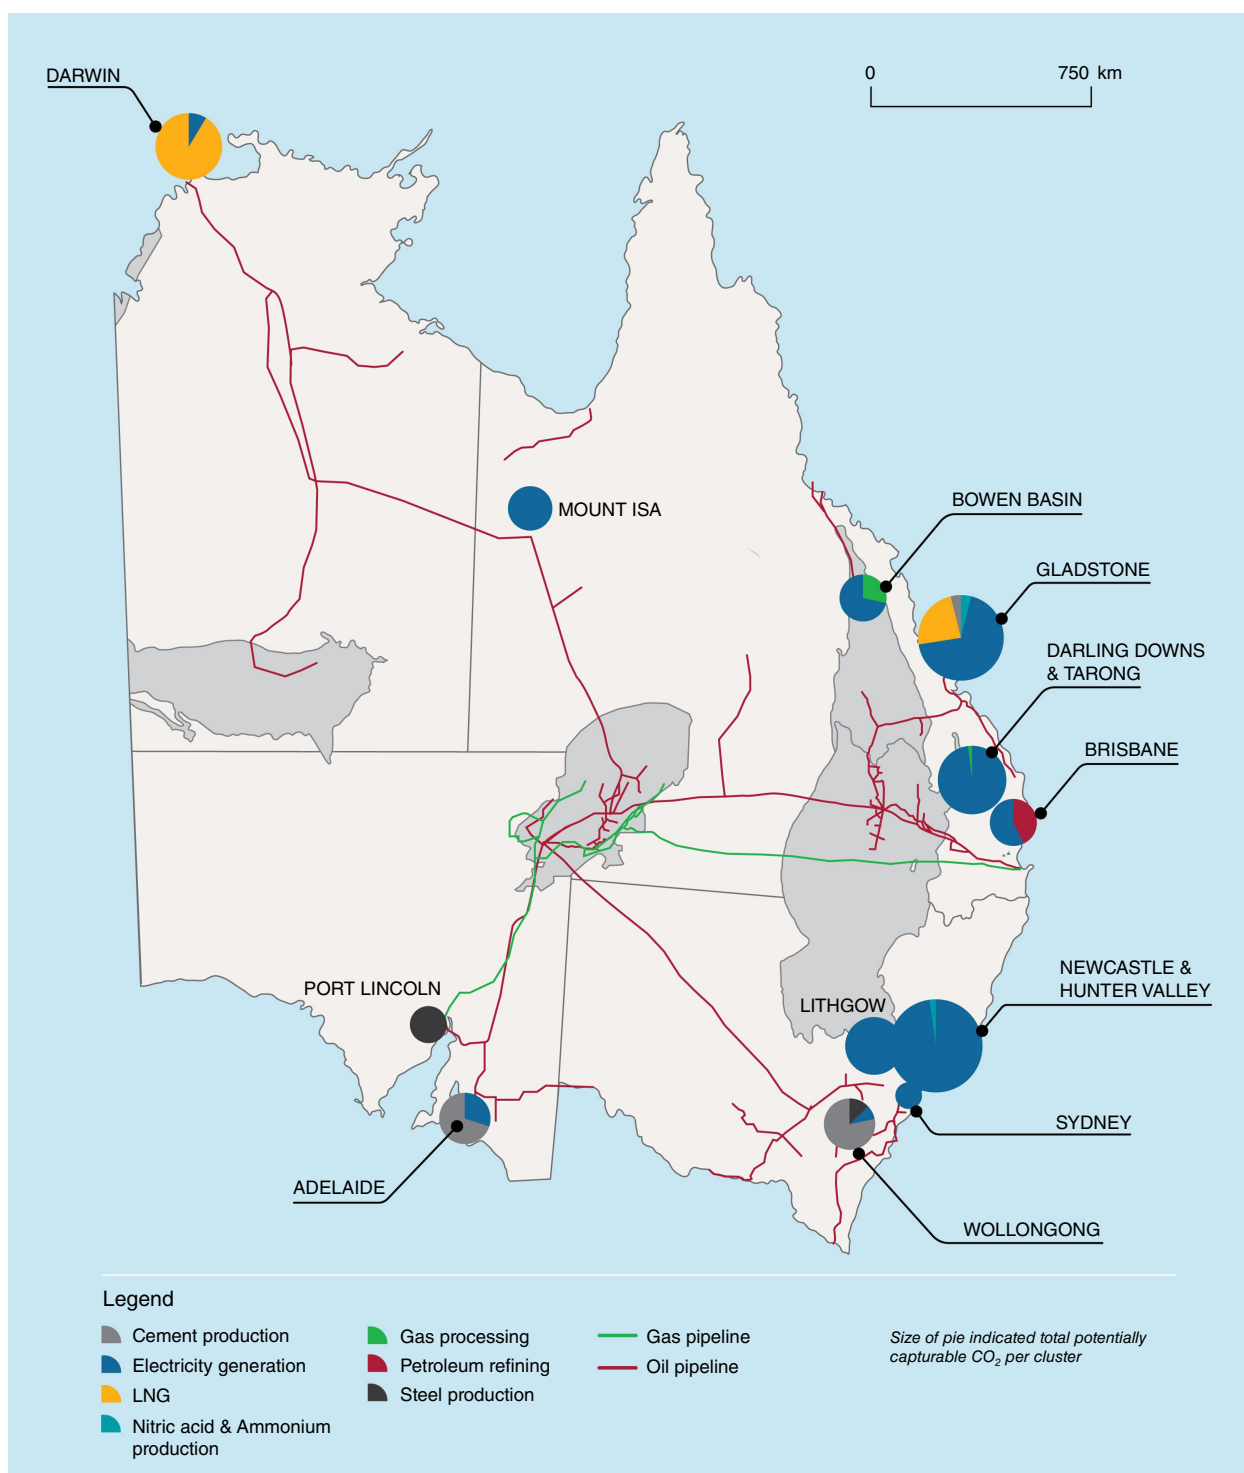 DARWIN
0 750 km
MOUNT ISA
BOWEN BASIN
GLADSTONE
DARLING DOWNS
& TARONG
BRISBANE
NEWCASTLE &
HUNTER VALLEY
PORT LINCOLN
LITHGOW
SYDNEY
ADELAIDE
WOLLONGONG
Legend
Cement production
Electricity generation
LNG
Nitric acid & Ammonium
production
Gas processing
Petroleum refining
Steel production
Gas pipeline
Oil pipeline
Size of pie indicated total potentially
capturable CO₂ per cluster